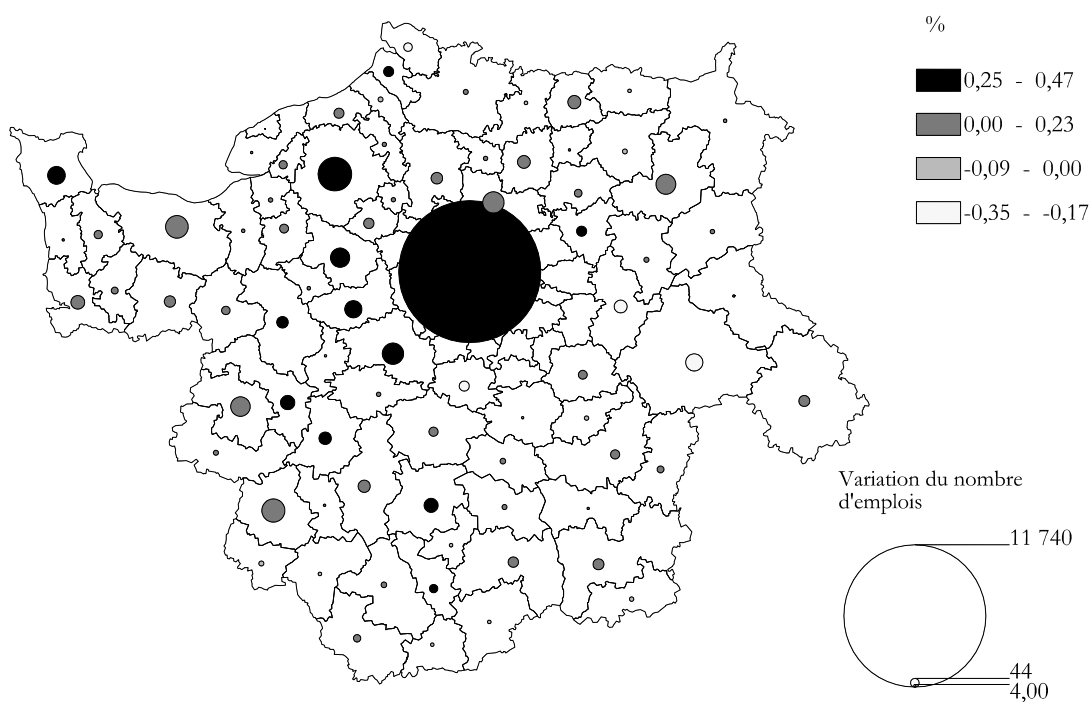 %
0,25 - 0,47
0,00 - 0,23
-0,09 - 0,00
-0,35 - -0,17
Variation du nombre
d'emplois
11 740
44
4,00